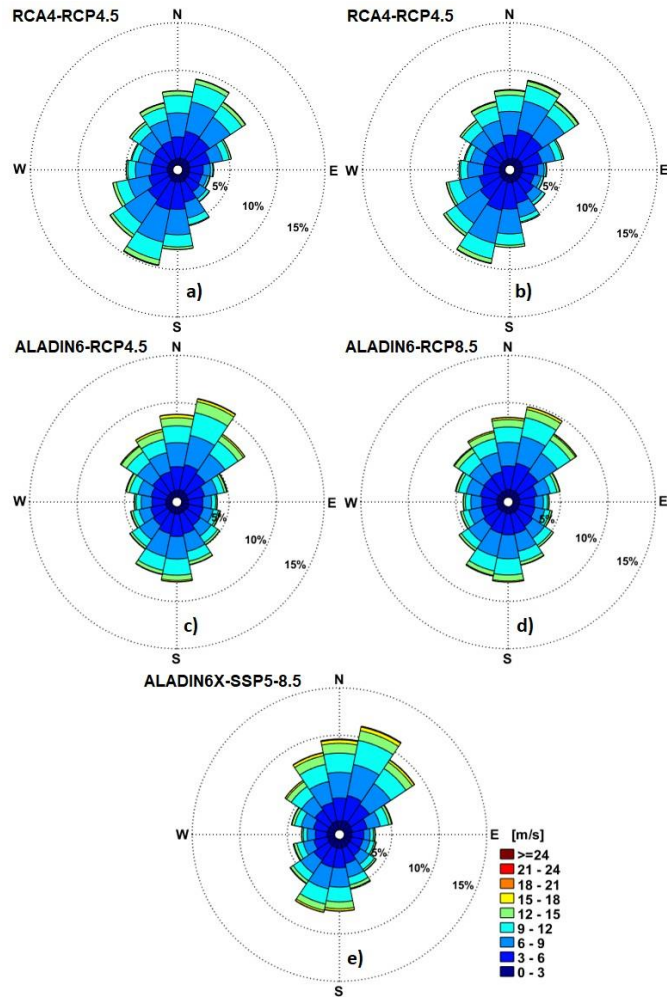 RCA4-RCP4.5
N
W
E
S
5%
10%
15%
a)
RCA4-RCP4.5
N
W
E
S
5%
10%
15%
b)
ALADIN6-RCP4.5
N
W
E
S
5%
10%
15%
c)
ALADIN6-RCP8.5
N
W
E
S
5%
10%
15%
d)
ALADIN6X-SSP5-8.5
N
W
E
S
5%
10%
15%
e)
[m/s]
>=24
21 - 24
18 - 21
15 - 18
12 - 15
9 - 12
6 - 9
3 - 6
0 - 3